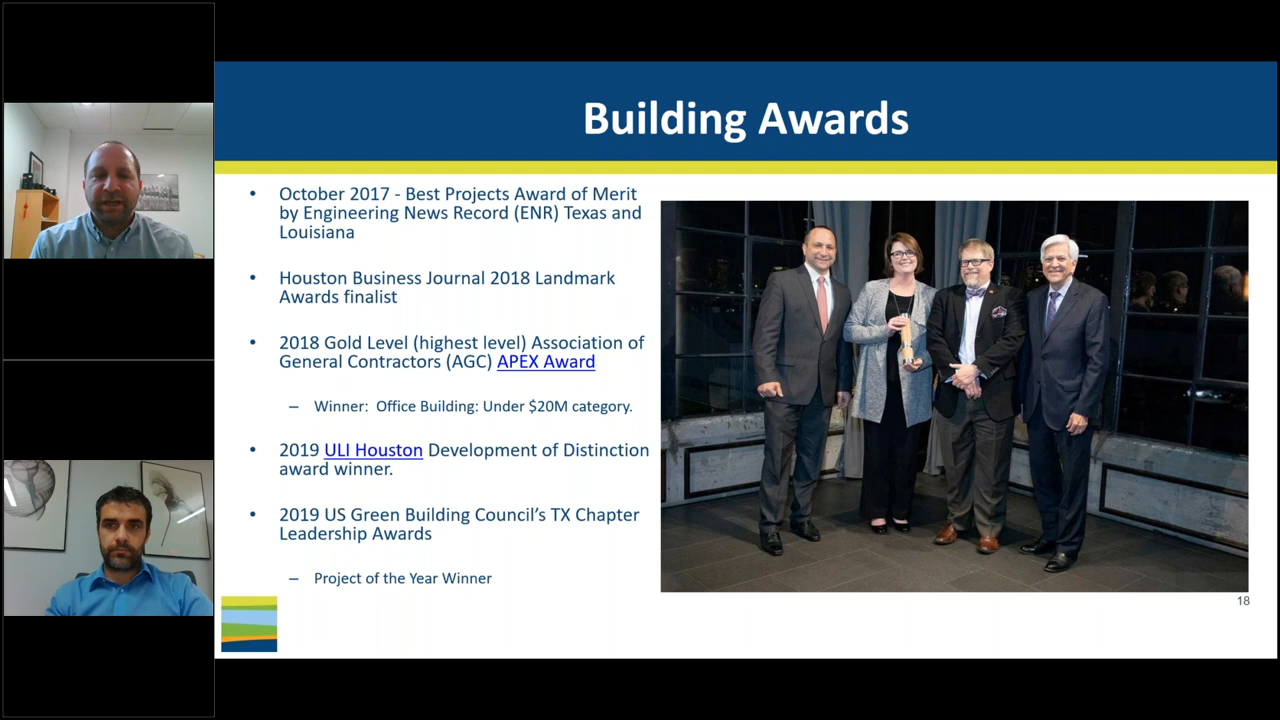 Building Awards
• October 2017 - Best Projects Award of Merit
by Engineering News Record (ENR) Texas and
Louisiana
• Houston Business Journal 2018 Landmark
Awards finalist
• 2018 Gold Level (highest level) Association of
General Contractors (AGC) APEX Award
– Winner: Office Building: Under $20M category.
• 2019 ULI Houston Development of Distinction
award winner.
• 2019 US Green Building Council’s TX Chapter
Leadership Awards
– Project of the Year Winner
18